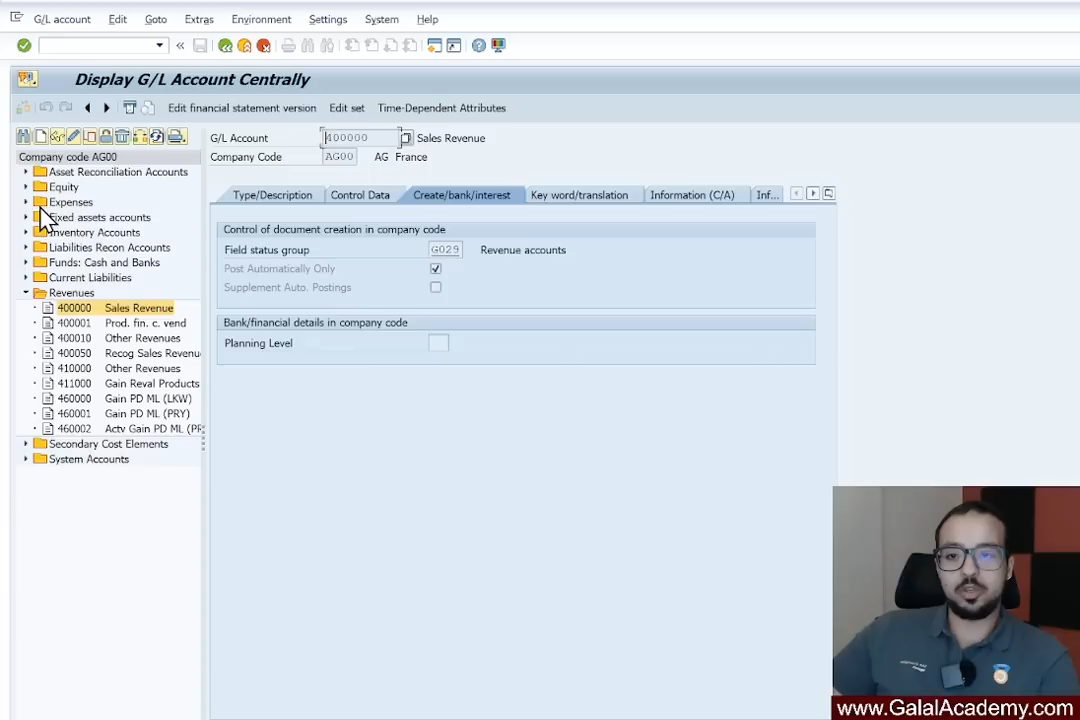 G/L account Edit Goto Extras Environment Settings System Help
Display G/L Account Centrally
Edit financial statement version Edit set Time-Dependent Attributes
Company code AG00
Asset Reconciliation Accounts
Equity
Expenses
Fixed assets accounts
Inventory Accounts
Liabilities Recon Accounts
Funds: Cash and Banks
Current Liabilities
Revenues
400000 Sales Revenue
400001 Prod. fin. c. vend
400010 Other Revenues
400050 Recog Sales Revenu
410000 Other Revenues
411000 Gain Reval Products
460000 Gain PD ML (LKW)
460001 Gain PD ML (PRY)
460002 Actv Gain PD ML (PR
Secondary Cost Elements
System Accounts
G/L Account 400000 Sales Revenue
Company Code AG00 AG France
Type/Description Control Data Create/bank/interest Key word/translation Information (C/A) Inf...
Control of document creation in company code
Field status group G029 Revenue accounts
Post Automatically Only
Supplement Auto. Postings
Bank/financial details in company code
Planning Level
www.GalalAcademy.com